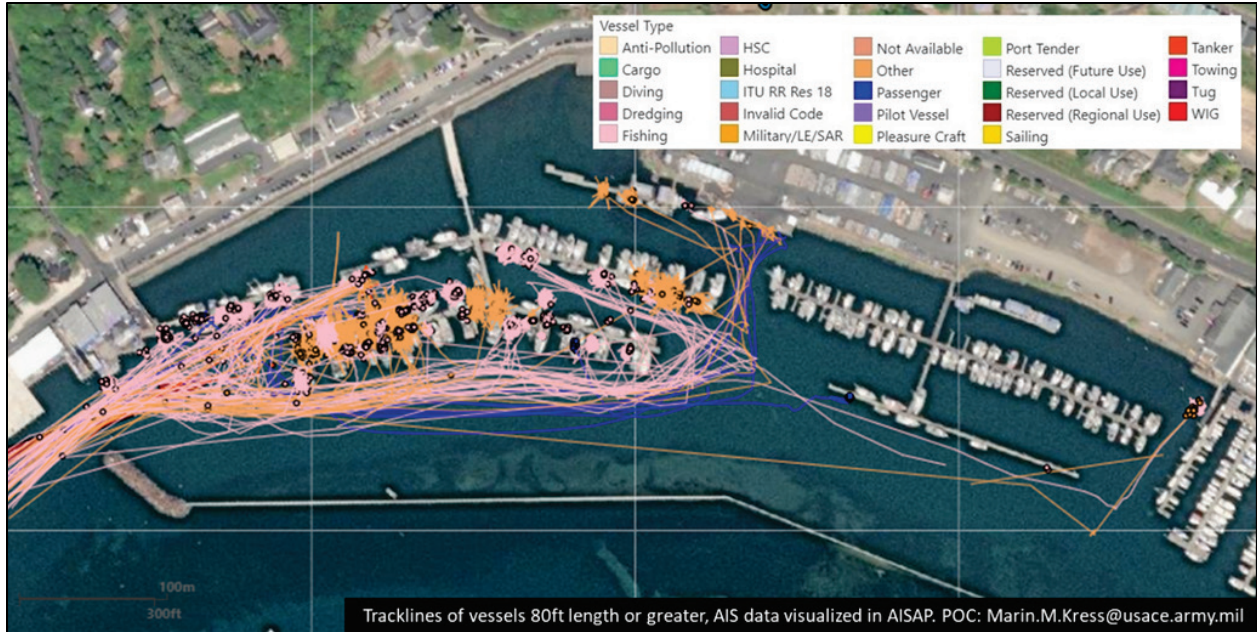 Vessel Type
Anti-Pollution HSC Not Available Port Tender Tanker
Cargo Hospital Other Reserved (Future Use) Towing
Diving ITU RR Res 18 Passenger Reserved (Local Use) Tug
Dredging Invalid Code Pilot Vessel Reserved (Regional Use) WIG
Fishing Military/LE/SAR Pleasure Craft Sailing
100m
300ft
Tracklines of vessels 80ft length or greater, AIS data visualized in AISAP. POC: Marin.M.Kress@usace.army.mil